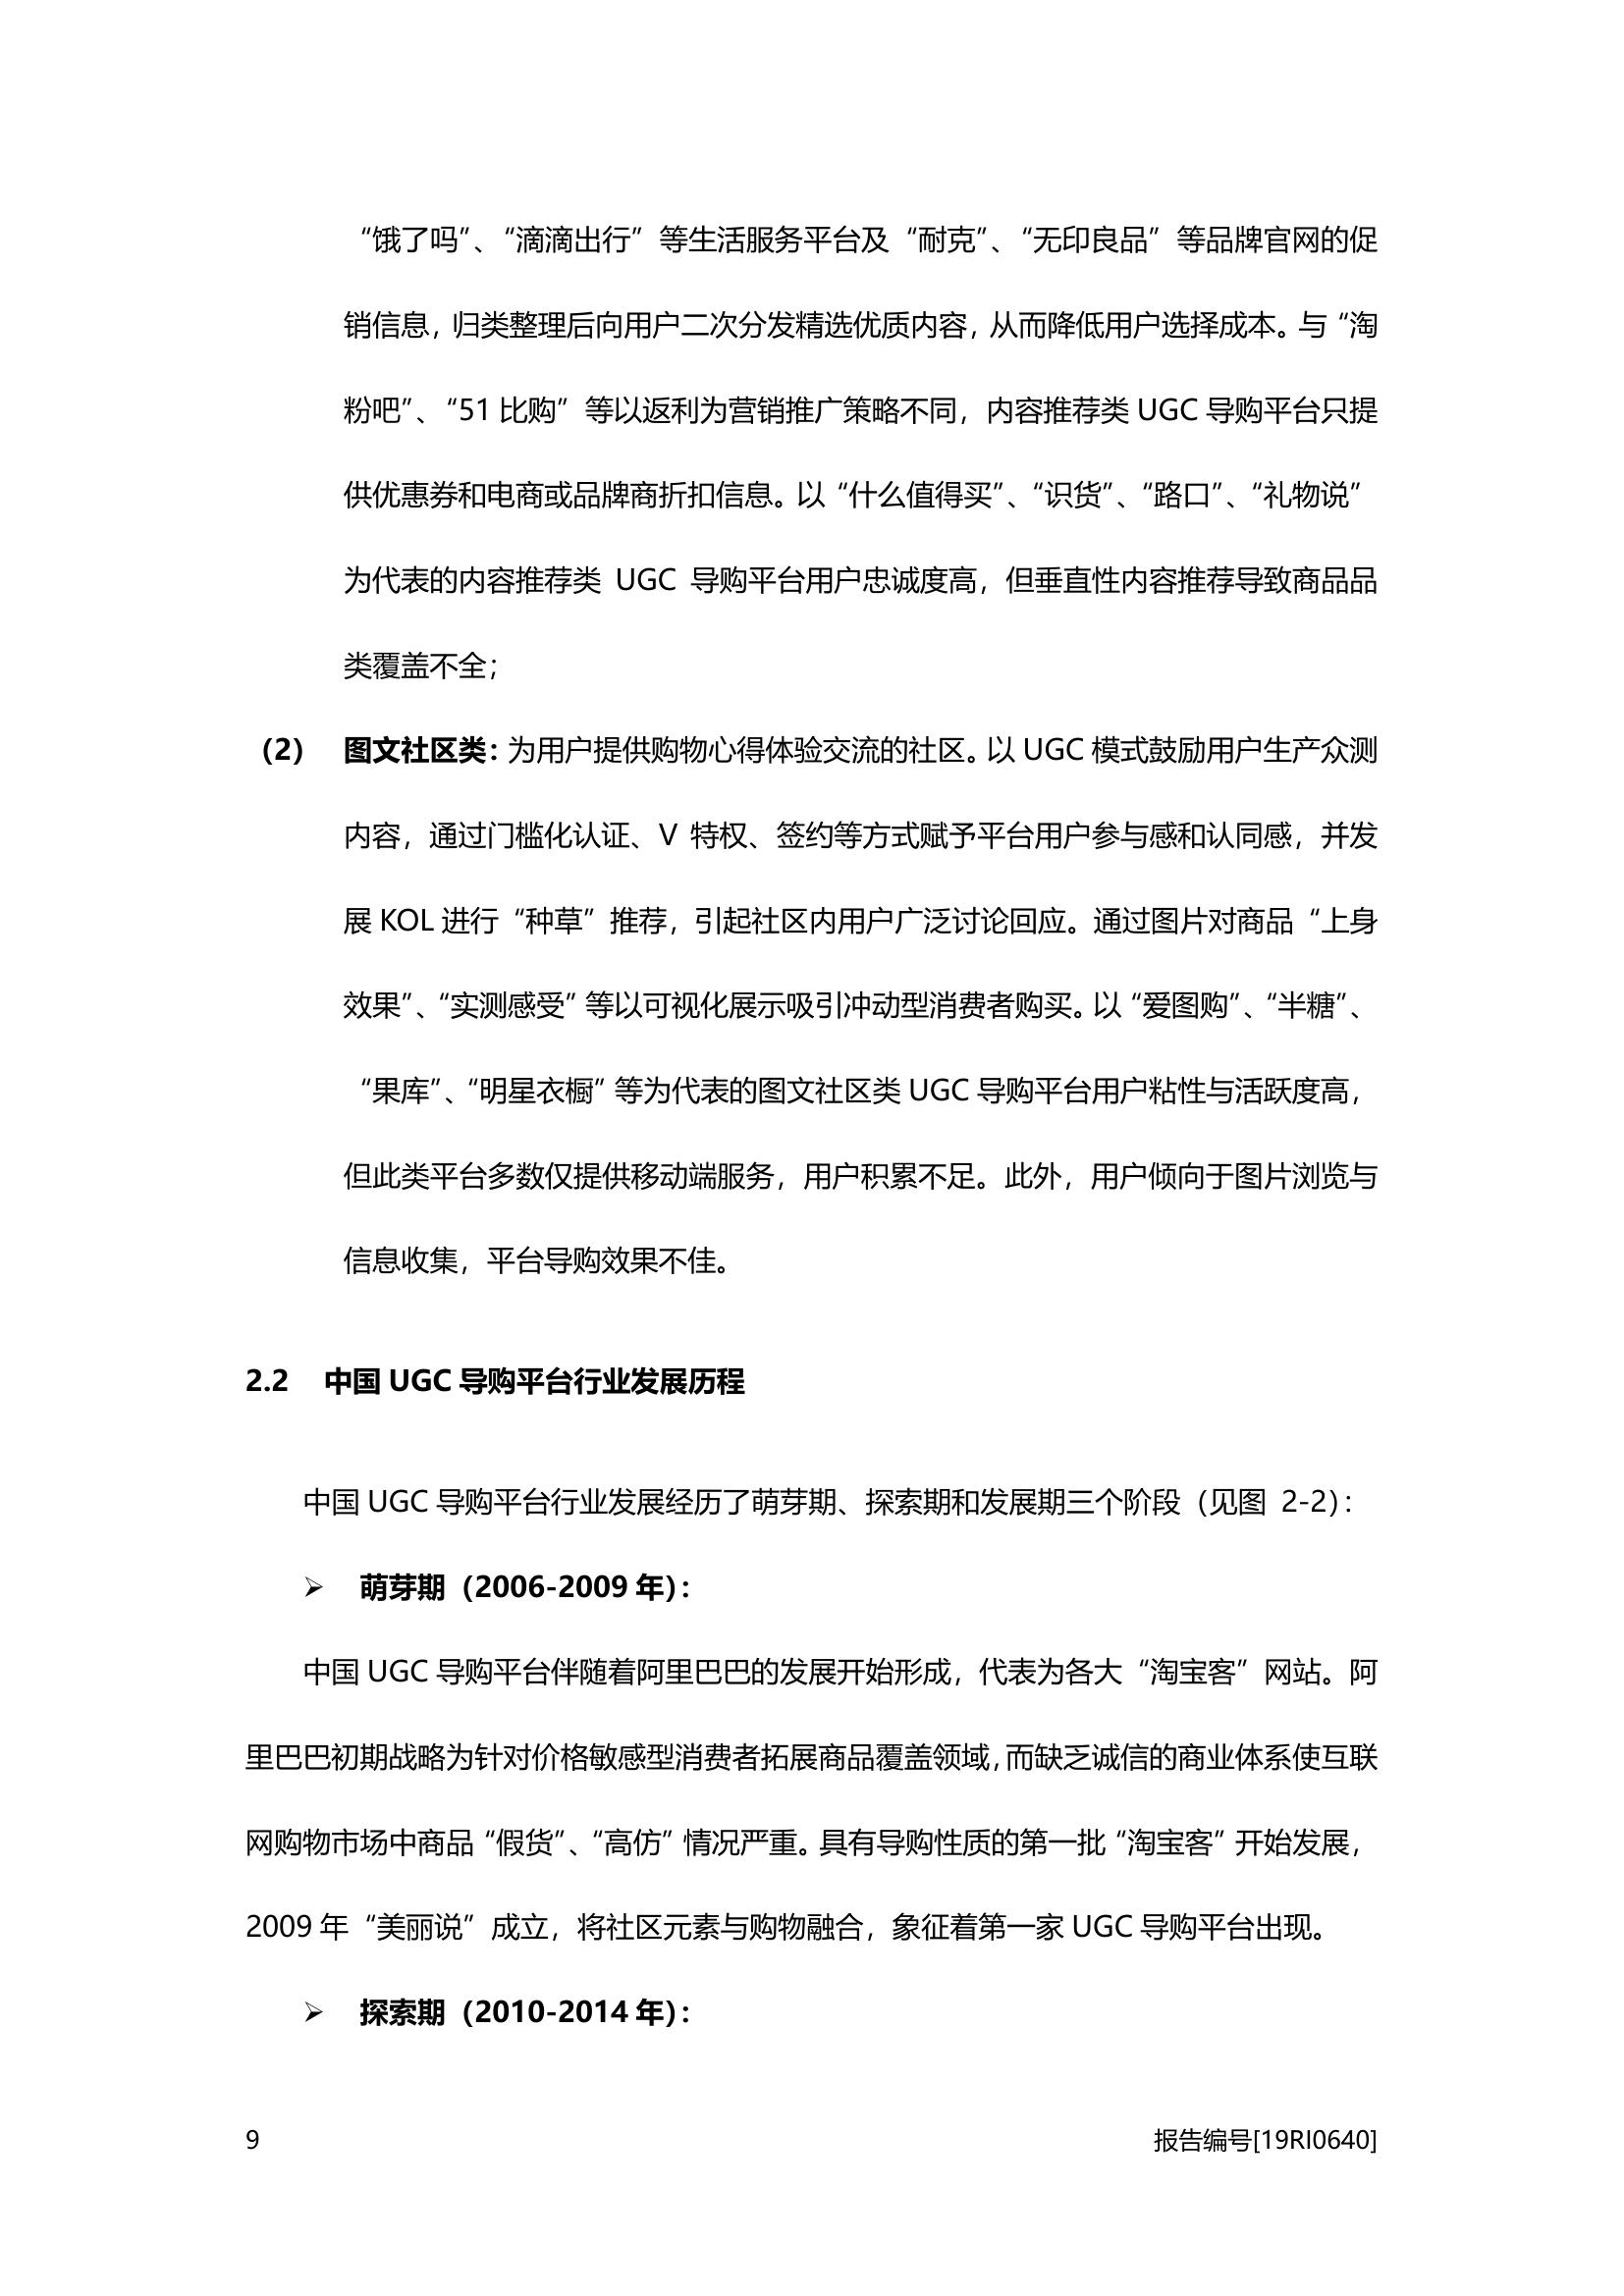 “饿了吗”、“滴滴出行”等生活服务平台及“耐克”、“无印良品”等品牌官网的促
销信息，归类整理后向用户二次分发精选优质内容，从而降低用户选择成本。与“淘
粉吧”、“51 比购”等以返利为营销推广策略不同，内容推荐类 UGC 导购平台只提
供优惠券和电商或品牌商折扣信息。以“什么值得买”、“识货”、“路口”、“礼物说”
为代表的内容推荐类 UGC 导购平台用户忠诚度高，但垂直性内容推荐导致商品品
类覆盖不全；
（2） 图文社区类：为用户提供购物心得体验交流的社区。以 UGC 模式鼓励用户生产众测
内容，通过门槛化认证、V 特权、签约等方式赋予平台用户参与感和认同感，并发
展 KOL 进行“种草”推荐，引起社区内用户广泛讨论回应。通过图片对商品“上身
效果”、“实测感受”等以可视化展示吸引冲动型消费者购买。以“爱图购”、“半糖”、
“果库”、“明星衣橱”等为代表的图文社区类 UGC 导购平台用户粘性与活跃度高，
但此类平台多数仅提供移动端服务，用户积累不足。此外，用户倾向于图片浏览与
信息收集，平台导购效果不佳。
2.2 中国 UGC 导购平台行业发展历程
中国 UGC 导购平台行业发展经历了萌芽期、探索期和发展期三个阶段（见图 2-2）：
➢ 萌芽期（2006-2009 年）：
中国 UGC 导购平台伴随着阿里巴巴的发展开始形成，代表为各大“淘宝客”网站。阿
里巴巴初期战略为针对价格敏感型消费者拓展商品覆盖领域，而缺乏诚信的商业体系使互联
网购物市场中商品“假货”、“高仿”情况严重。具有导购性质的第一批“淘宝客”开始发展，
2009 年“美丽说”成立，将社区元素与购物融合，象征着第一家 UGC 导购平台出现。
➢ 探索期（2010-2014 年）：
9 报告编号[19RI0640]